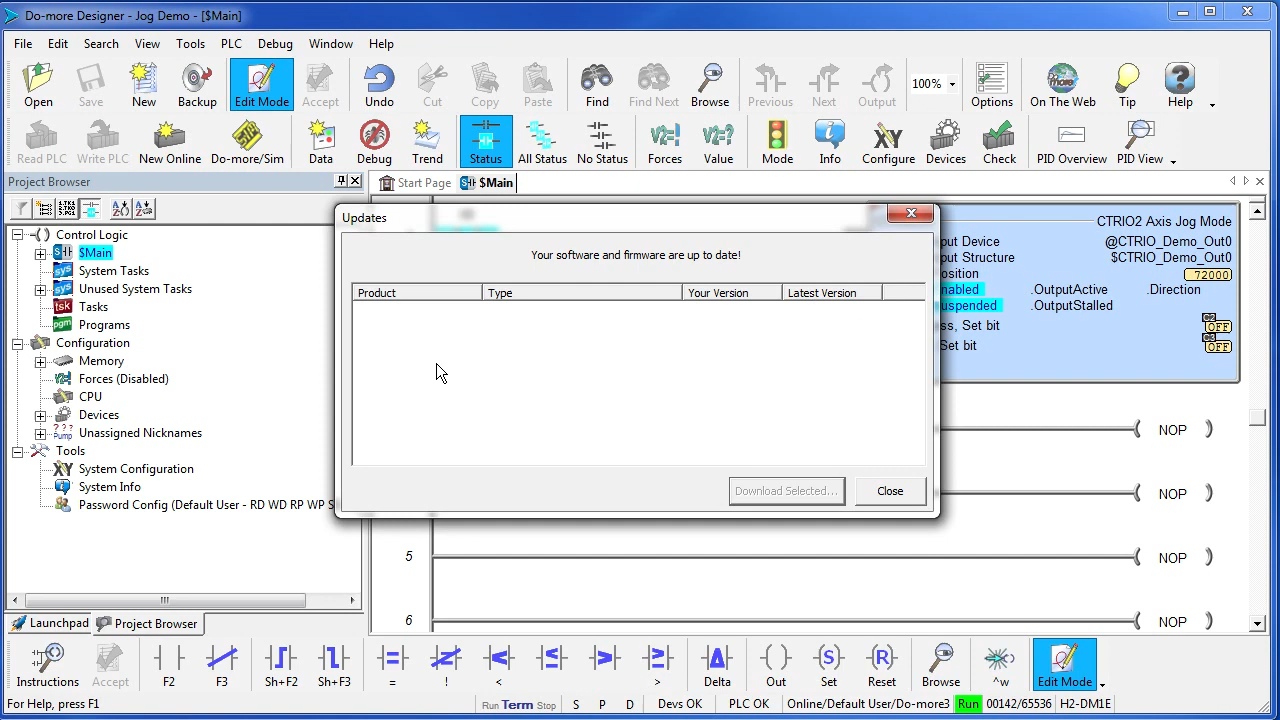 Do-more Designer - Jog Demo - [$Main]
File Edit Search View Tools PLC Debug Window Help
Open Save New Backup Edit Mode Accept Undo Cut Copy Paste Find Find Next Browse Previous Next Output 100% Options On The Web Tip Help
Read PLC Write PLC New Online Do-more/Sim Data Debug Trend Status All Status No Status Forces Value Mode Info Configure Devices Check PID Overview PID View
Project Browser
Start Page $Main
Control Logic
$Main
System Tasks
Unused System Tasks
Tasks
Programs
Configuration
Memory
Forces (Disabled)
CPU
Devices
Unassigned Nicknames
Tools
System Configuration
System Info
Password Config (Default User - RD WD RP WP S
Launchpad Project Browser
Updates
Your software and firmware are up to date!
Product Type Your Version Latest Version
Download Selected... Close
CTRIO2 Axis Jog Mode
put Device @CTRIO_Demo_Out0
put Structure $CTRIO_Demo_Out0
osition 72000
nabled .OutputActive .Direction
uspended .OutputStalled
ss, Set bit C2 OFF
Set bit C3 OFF
NOP
NOP
5 NOP
6 NOP
Instructions Accept F2 F3 Sh+F2 Sh+F3 = ! < > Delta Out Set Reset Browse ^w Edit Mode
For Help, press F1 Run Term Stop S P D Devs OK PLC OK Online/Default User/Do-more3 Run 00142/65536 H2-DM1E